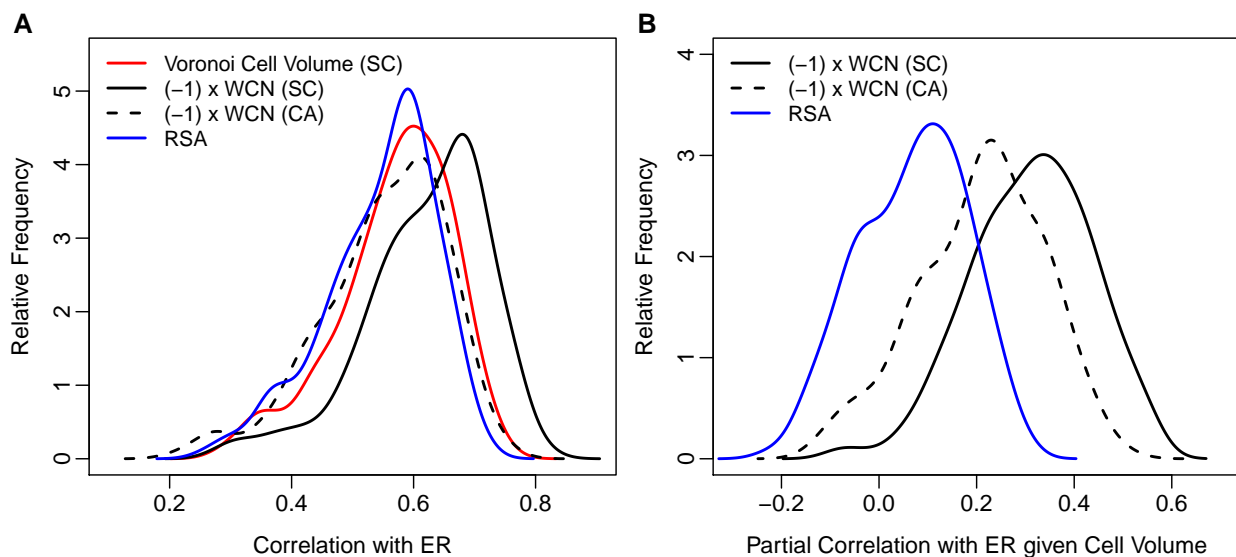 A
Voronoi Cell Volume (SC)
(−1) x WCN (SC)
(−1) x WCN (CA)
RSA
Relative Frequency
0
1
2
3
4
5
0.2
0.4
0.6
0.8
Correlation with ER
B
(−1) x WCN (SC)
(−1) x WCN (CA)
RSA
Relative Frequency
0
1
2
3
4
−0.2
0.0
0.2
0.4
0.6
Partial Correlation with ER given Cell Volume